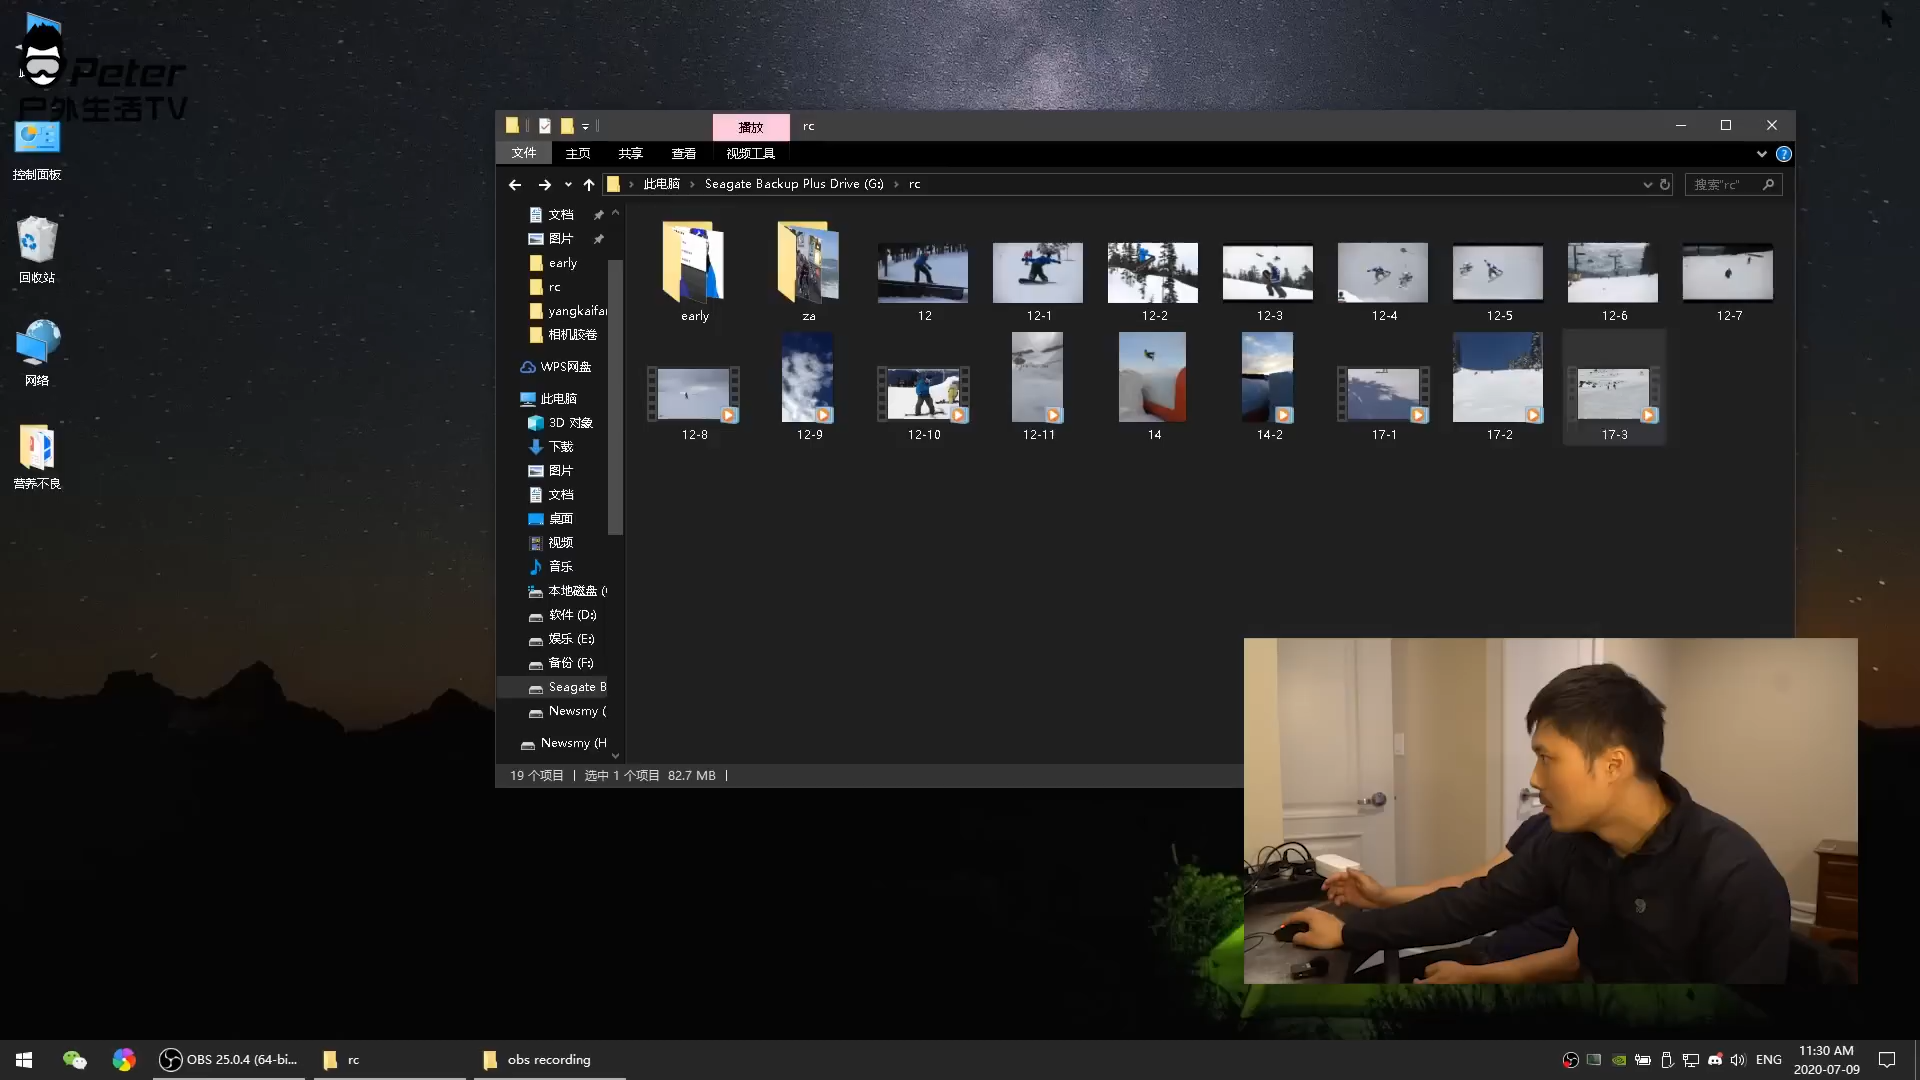 Peter
户外生活TV
控制面板
回收站
网络
营养不良
播放
rc
文件
主页
共享
查看
视频工具
此电脑
Seagate Backup Plus Drive (G:)
rc
搜索"rc"
文档
图片
early
rc
yangkaifa
相机胶卷
WPS网盘
此电脑
3D 对象
下载
图片
文档
桌面
视频
音乐
本地磁盘 (
软件 (D:)
娱乐 (E:)
备份 (F:)
Seagate B
Newsmy (
Newsmy (H
early
za
12
12-1
12-2
12-3
12-4
12-5
12-6
12-7
12-8
12-9
12-10
12-11
14
14-2
17-1
17-2
17-3
19 个项目
选中 1 个项目 82.7 MB
OBS 25.0.4 (64-bi...
rc
obs recording
ENG
11:30 AM
2020-07-09